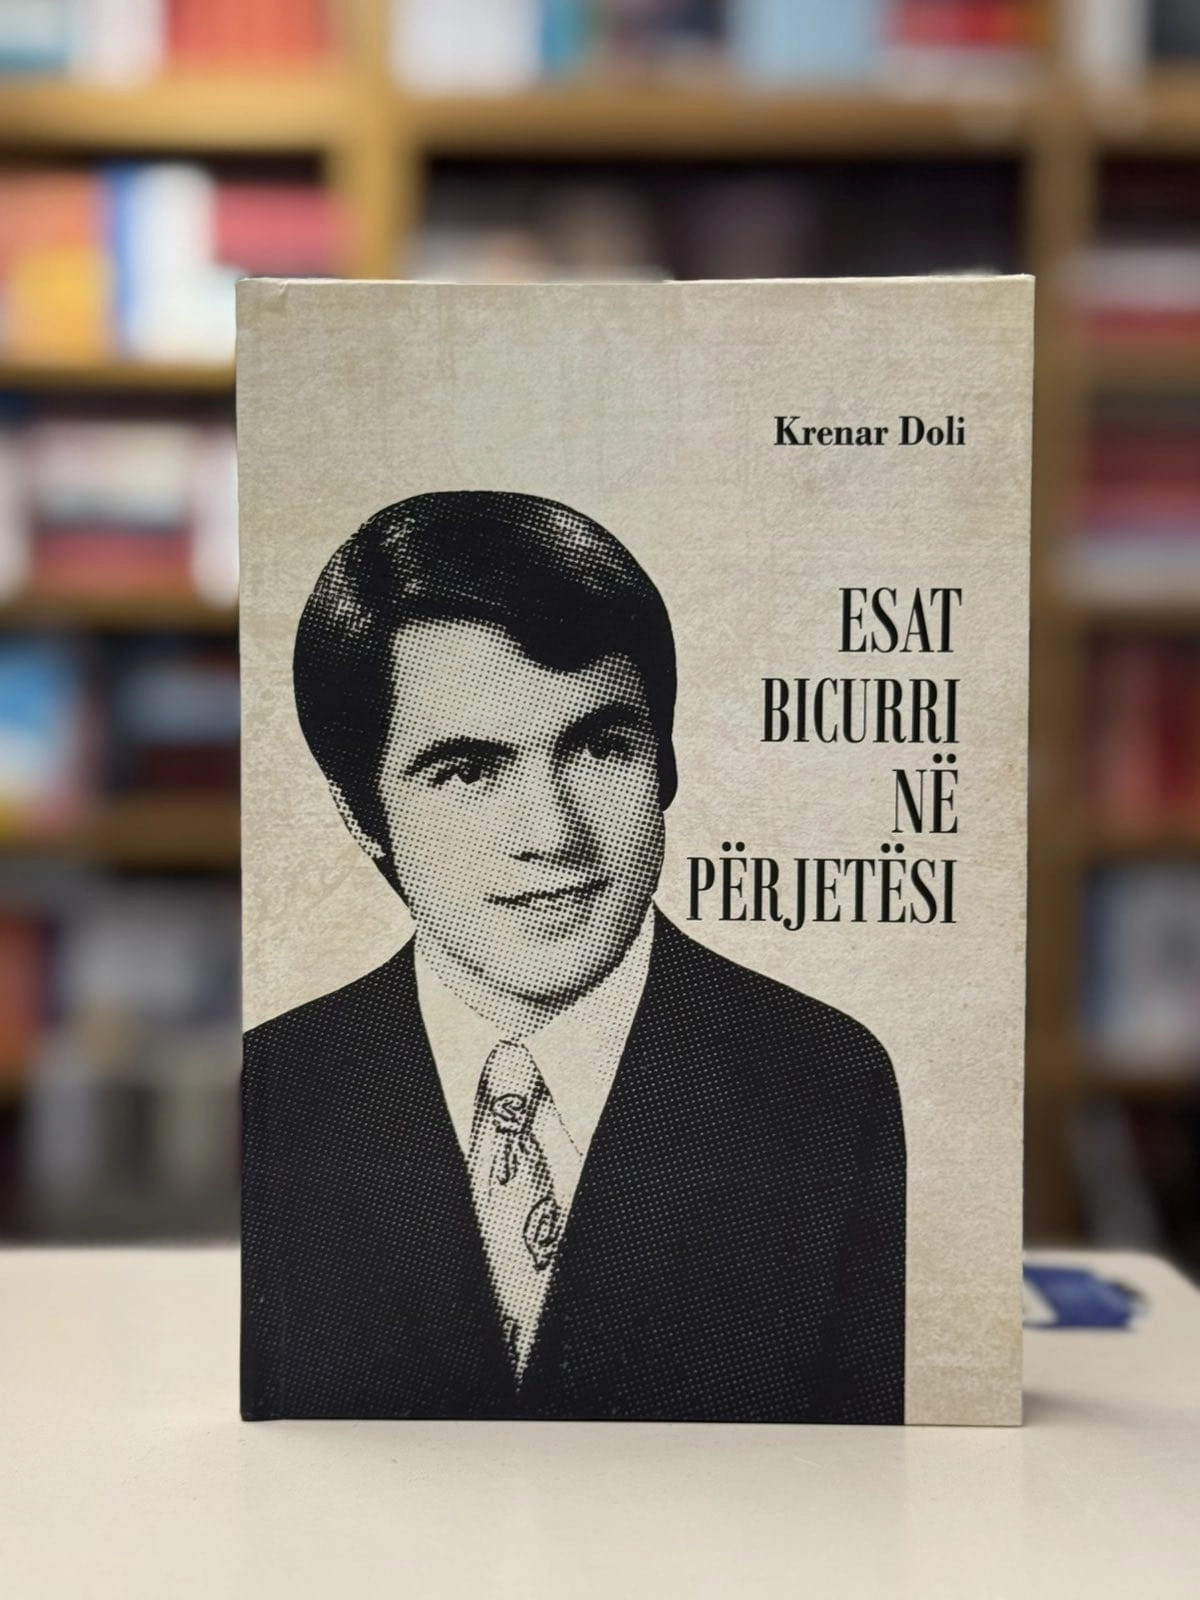 Krenar Doli
ESAT
BICURRI
NË
PËRJETËSI